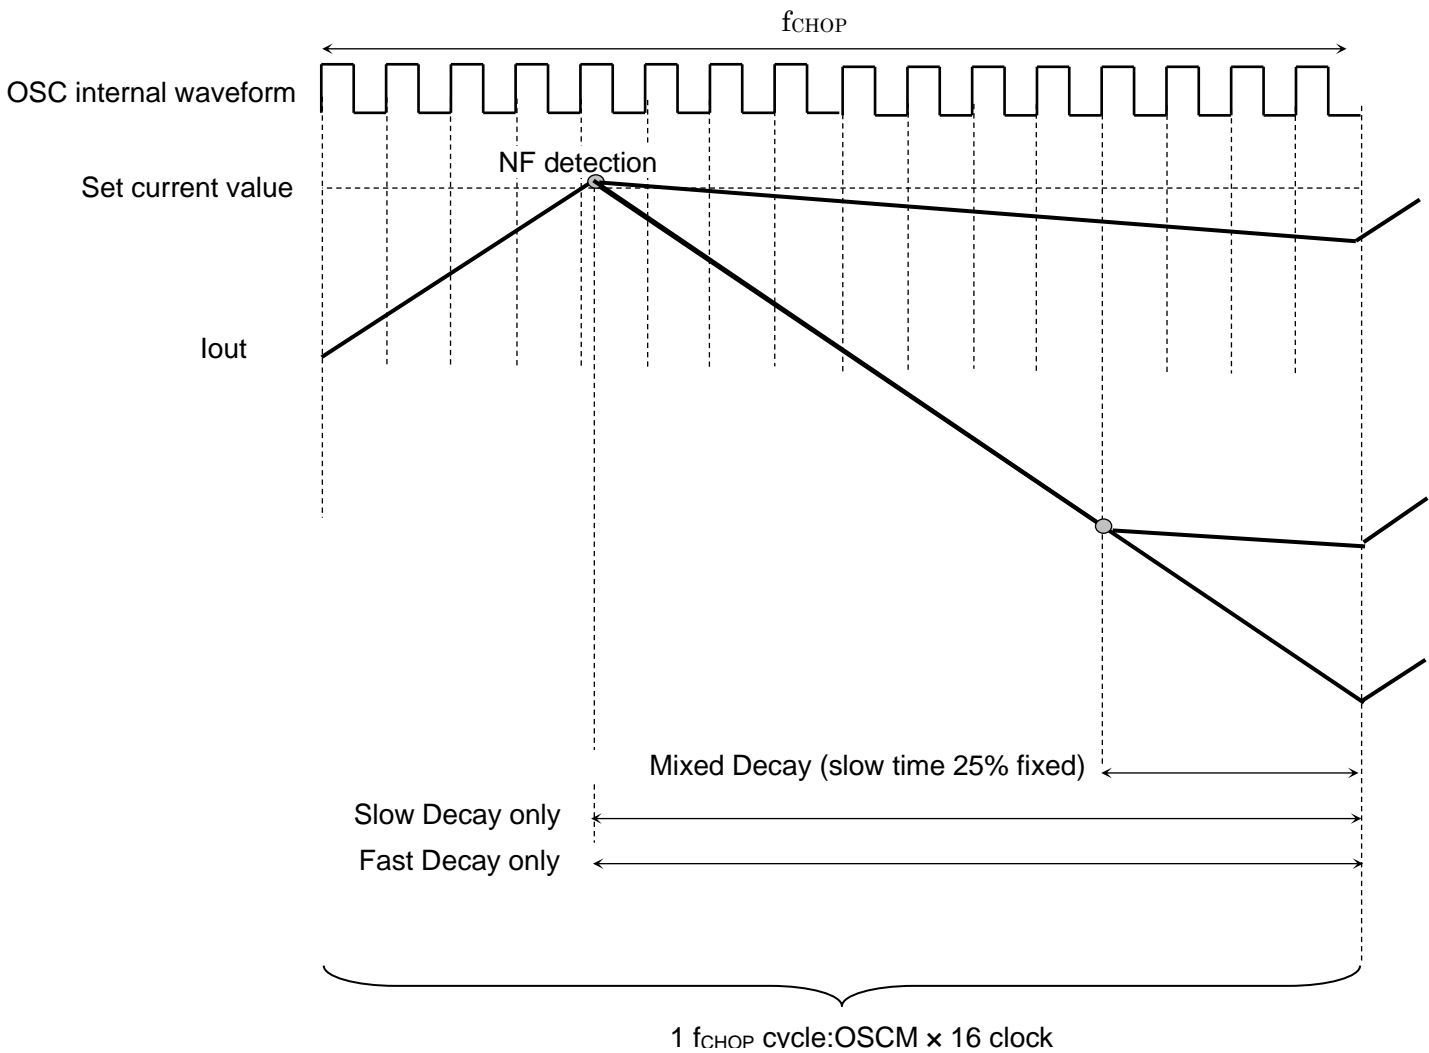 fCHOP
OSC internal waveform
NF detection
Set current value
Iout
Mixed Decay (slow time 25% fixed)
Slow Decay only
Fast Decay only
1 fCHOP cycle:OSCM × 16 clock